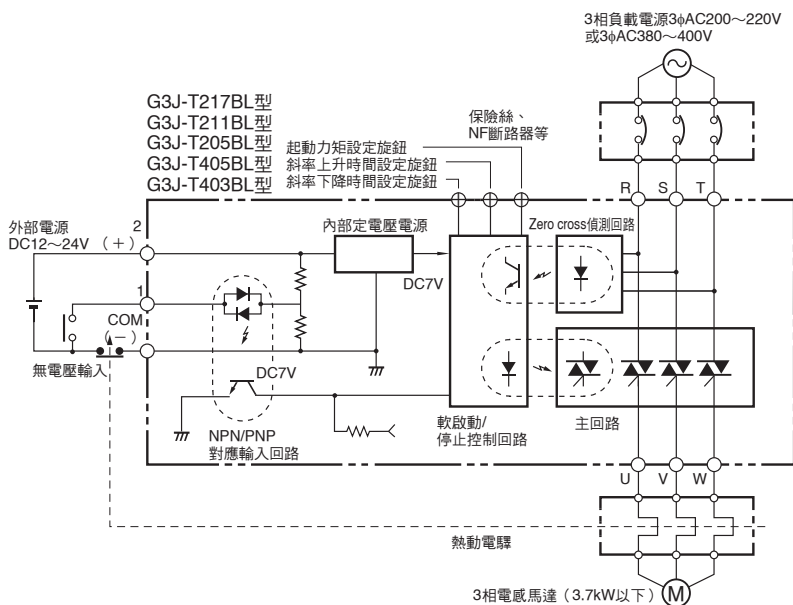 3相負載電源3ϕAC200～220V
或3ϕAC380～400V
G3J-T217BL型
G3J-T211BL型
G3J-T205BL型
G3J-T405BL型
G3J-T403BL型
保險絲、
NF斷路器等
起動力矩設定旋鈕
斜率上升時間設定旋鈕
斜率下降時間設定旋鈕
R
S
T
外部電源
DC12～24V （＋）
2
內部定電壓電源
Zero cross偵測回路
DC7V
1
COM
（－）
無電壓輸入
DC7V
NPN/PNP
對應輸入回路
軟啟動/
停止控制回路
主回路
U
V
W
熱動電驛
3相電感馬達（3.7kW以下）
M